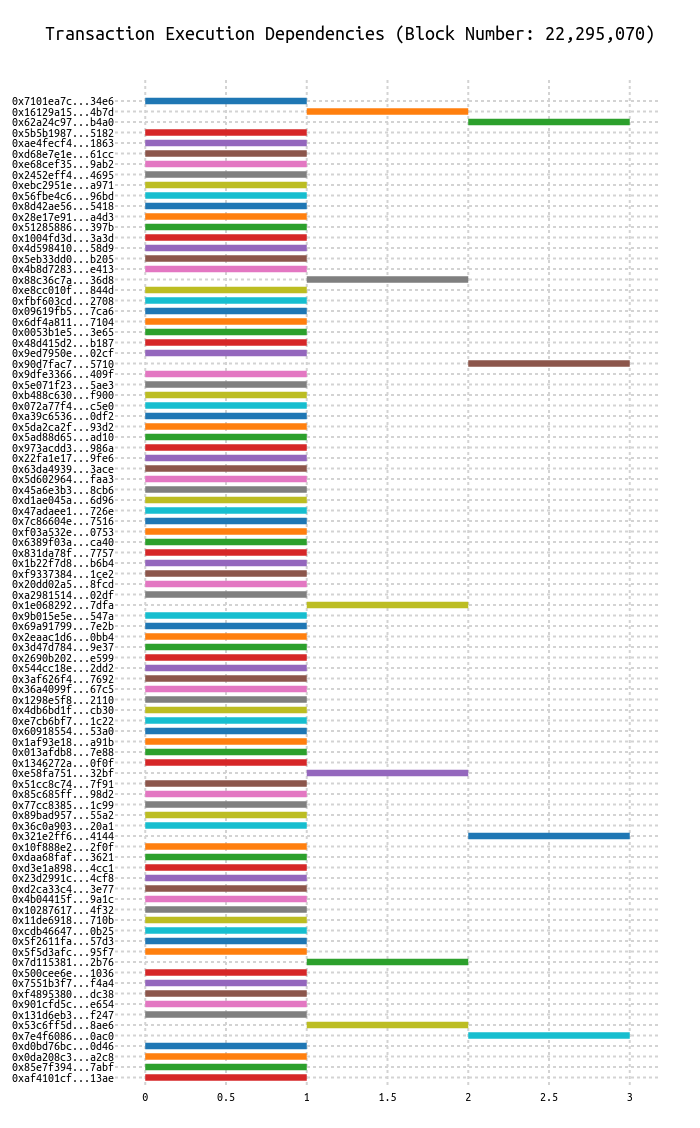 Transaction Execution Dependencies (Block Number: 22,295,070)
0x7101ea7c...34e6
0x16129a15...4b7d
0x62a24c97...b4a0
0x5b5b1987...5182
0xae4fecf4...1863
0xd68e7e1e...61cc
0xe68cef35...9ab2
0x2452eff4...4695
0xebc2951e...a971
0x56fbe4c6...96bd
0x8d42ae56...5418
0x28e17e91...a4d3
0x51285886...397b
0x1004fd3d...3a3d
0x4d598410...58d9
0x5eb33dd0...b205
0x4b8d7283...e413
0x88c36c7a...36d8
0xe8cc010f...844d
0xfbf603cd...2708
0x09619fb5...7ca6
0x6df4a811...7104
0x0053b1e5...3e65
0x48d415d2...b187
0x9ed7950e...02cf
0x90d7fac7...5710
0x9dfe3366...409f
0x5e071f23...5ae3
0xb488c630...f900
0x072a77f4...c5e0
0xa39c6536...0df2
0x5da2ca2f...93d2
0x5ad88d65...ad10
0x973acdd3...986a
0x22fa1e17...9fe6
0x63da4939...3ace
0x5d602964...faa3
0x45a6e3b3...8cb6
0xd1ae045a...6d96
0x47adaee1...726e
0x7c86604e...7516
0xf03a532e...0753
0x6389f03a...ca40
0x831da78f...7757
0x1b22f7d8...b6b4
0xf9337384...1ce2
0x20dd02a5...8fcd
0xa2981514...02df
0x1e068292...7dfa
0x9b015e5e...547a
0x69a91799...7e2b
0x2eaac1d6...0bb4
0x3d47d784...9e37
0x2690b202...e599
0x544cc18e...2dd2
0x3af626f4...7692
0x36a4099f...67c5
0x1298e5f8...2110
0x4db6bd1f...cb30
0xe7cb6bf7...1c22
0x60918554...53a0
0x1af93e18...a91b
0x013afdb8...7e88
0x1346272a...0f0f
0xe58fa751...32bf
0x51cc8c74...7f91
0x85c685ff...98d2
0x77cc8385...1c99
0x89bad957...55a2
0x36c0a903...20a1
0x321e2ff6...4144
0x10f888e2...2f0f
0xdaa68faf...3621
0xd3e1a898...4cc1
0x23d2991c...4cf8
0xd2ca33c4...3e77
0x4b04415f...9a1c
0x10287617...4f32
0x11de6918...710b
0xcdb46647...0b25
0x5f2611fa...57d3
0x5f5d3afc...95f7
0x7d115381...2b76
0x500cee6e...1036
0x7551b3f7...f4a4
0xf4895380...dc38
0x901cfd5c...e654
0x131d6eb3...f247
0x53c6ff5d...8ae6
0x7e4f6086...0ac0
0xd0bd76bc...0d46
0x0da208c3...a2c8
0x85e7f394...7abf
0xaf4101cf...13ae
0 0.5 1 1.5 2 2.5 3